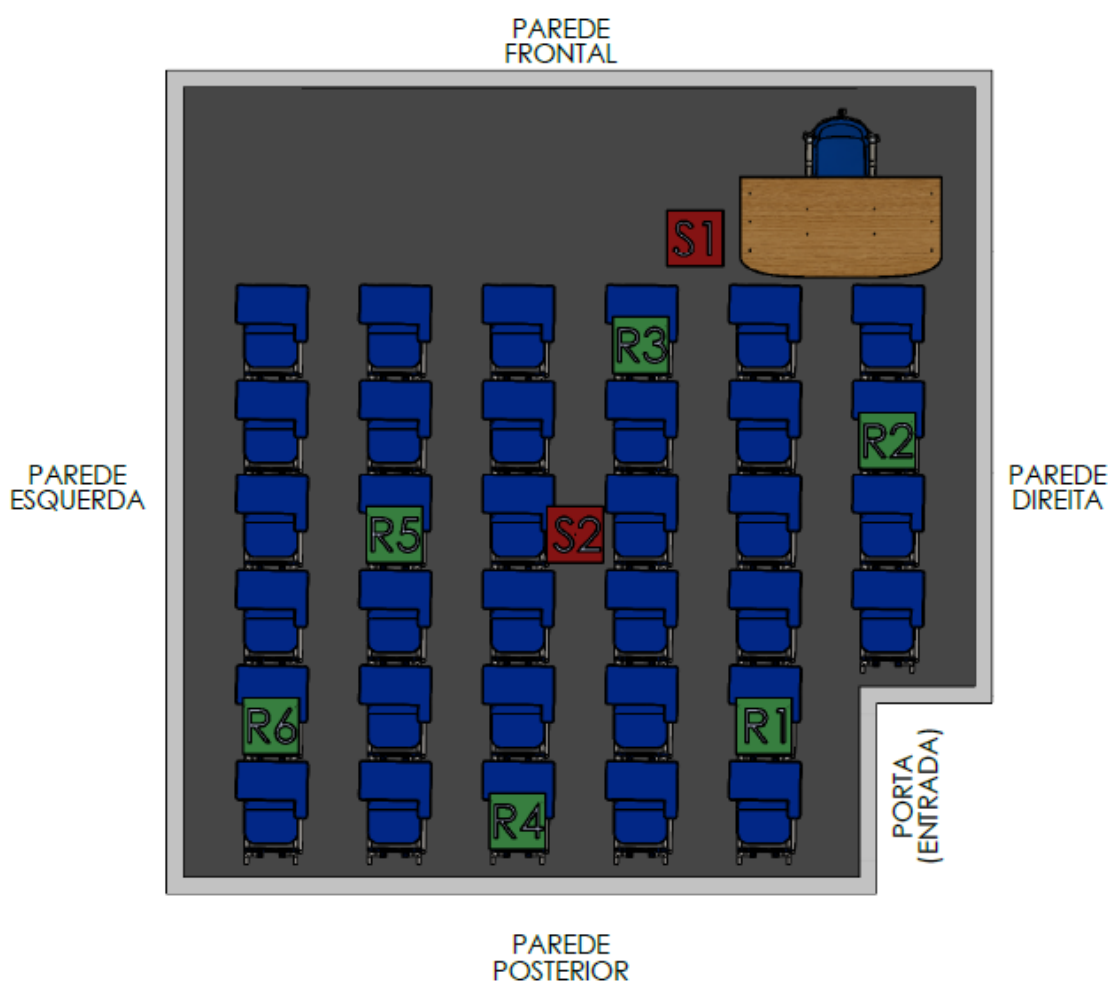 PAREDE
FRONTAL
S1
R3
R2
PAREDE
ESQUERDA
PAREDE
DIREITA
R5
S2
R6
R1
PORTA
(ENTRADA)
R4
PAREDE
POSTERIOR